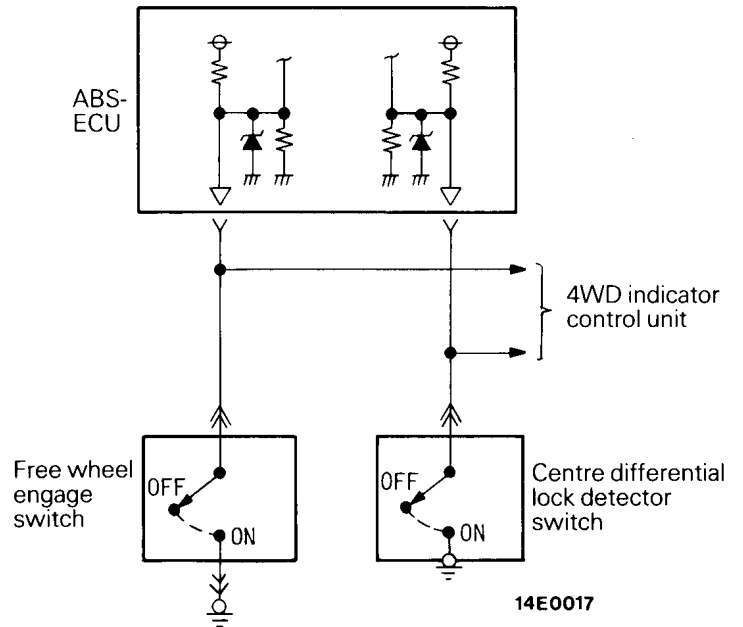 ABS-
ECU
4WD indicator
control unit
Free wheel
engage
switch
OFF
ON
OFF
ON
Centre differential
lock detector
switch
14E0017